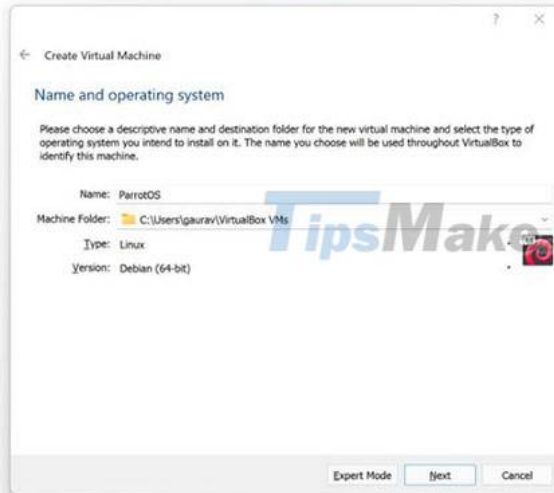 ?
Create Virtual Machine
Name and operating system
Please choose a descriptive name and destination folder for the new virtual machine and select the type of
operating system you intend to install on it. The name you choose will be used throughout VirtualBox to
identify this machine.
Name: ParrotOS
Machine Folder: C:\Users\gaurav\VirtualBox VMs
TipsMake
Type: Linux
Version: Debian (64-bit)
Expert Mode Next Cancel